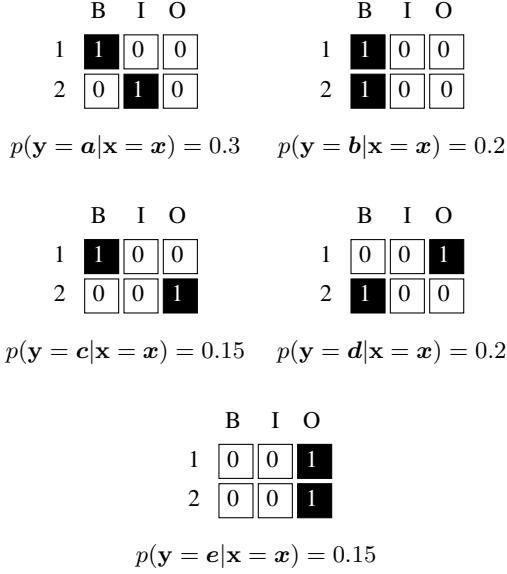 B I O B I O
1 1 0 0 1 1 0 0
2 0 1 0 2 1 0 0
p(y = a|x = x) = 0.3 p(y = b|x = x) = 0.2
B I O B I O
1 1 0 0 1 0 0 1
2 0 0 1 2 1 0 0
p(y = c|x = x) = 0.15 p(y = d|x = x) = 0.2
B I O
1 0 0 1
2 0 0 1
p(y = e|x = x) = 0.15